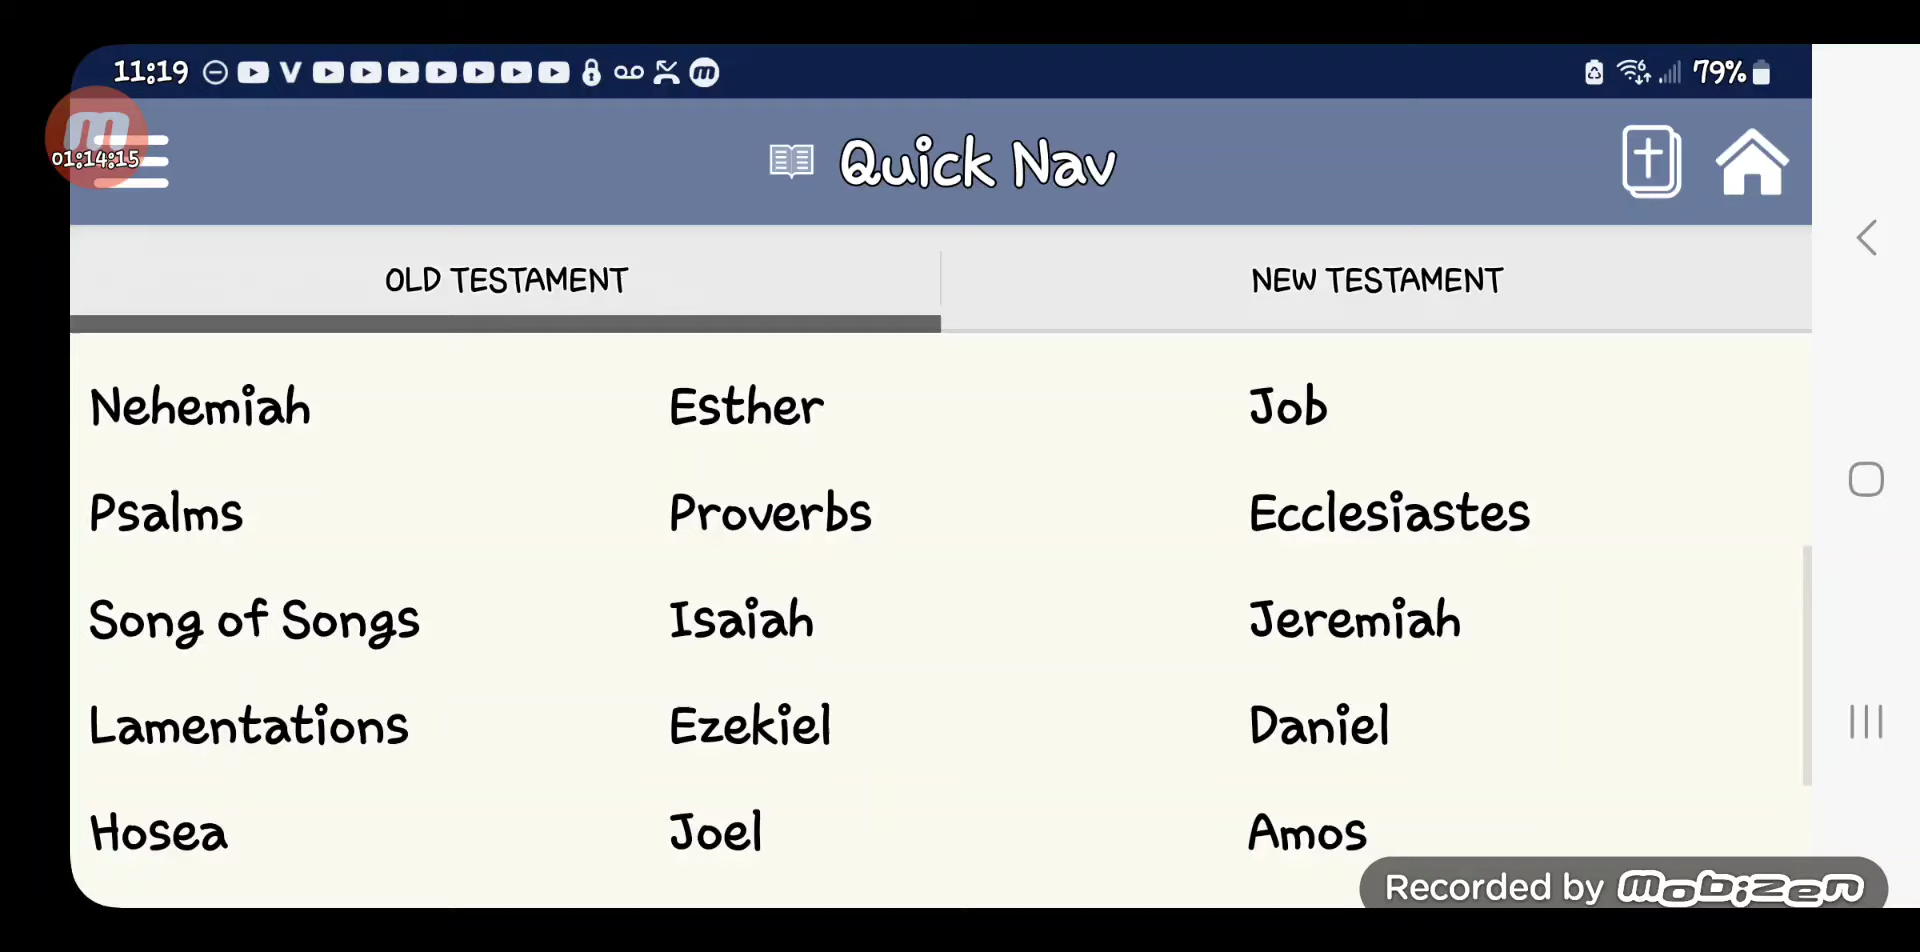 11:19
79%
01:14:15
Quick Nav
OLD TESTAMENT NEW TESTAMENT
Nehemiah Esther Job
Psalms Proverbs Ecclesiastes
Song of Songs Isaiah Jeremiah
Lamentations Ezekiel Daniel
Hosea Joel Amos
Recorded by mobizen